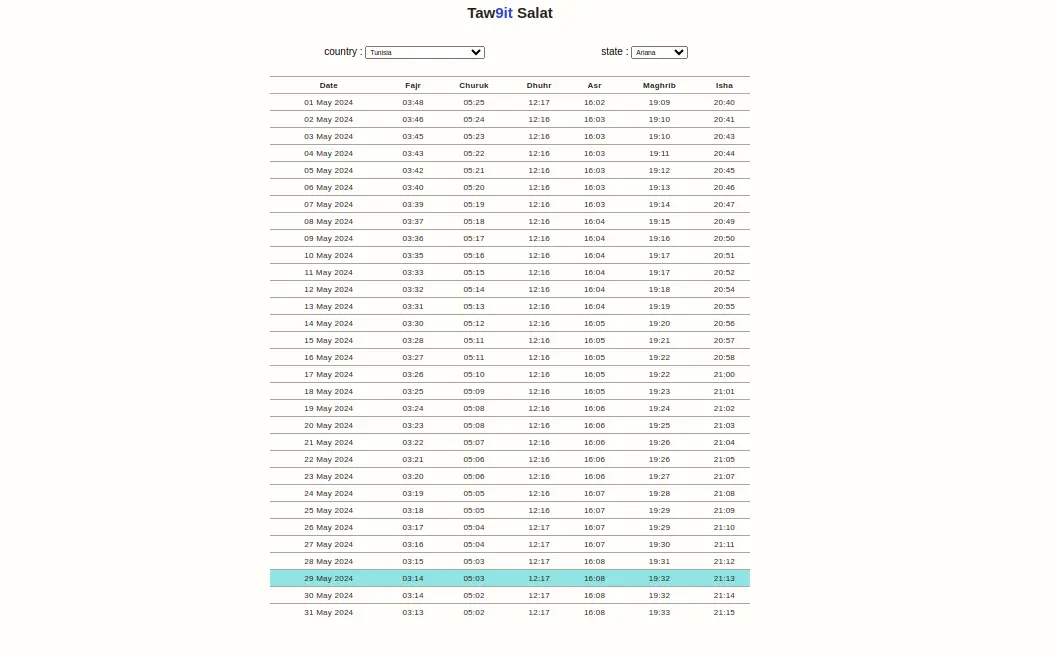 Taw9it Salat
country : Tunisia state : Ariana
Date Fajr Churuk Dhuhr Asr Maghrib Isha
01 May 2024 03:48 05:25 12:17 16:02 19:09 20:40
02 May 2024 03:46 05:24 12:16 16:03 19:10 20:41
03 May 2024 03:45 05:23 12:16 16:03 19:10 20:43
04 May 2024 03:43 05:22 12:16 16:03 19:11 20:44
05 May 2024 03:42 05:21 12:16 16:03 19:12 20:45
06 May 2024 03:40 05:20 12:16 16:03 19:13 20:46
07 May 2024 03:39 05:19 12:16 16:03 19:14 20:47
08 May 2024 03:37 05:18 12:16 16:04 19:15 20:49
09 May 2024 03:36 05:17 12:16 16:04 19:16 20:50
10 May 2024 03:35 05:16 12:16 16:04 19:17 20:51
11 May 2024 03:33 05:15 12:16 16:04 19:17 20:52
12 May 2024 03:32 05:14 12:16 16:04 19:18 20:54
13 May 2024 03:31 05:13 12:16 16:04 19:19 20:55
14 May 2024 03:30 05:12 12:16 16:05 19:20 20:56
15 May 2024 03:28 05:11 12:16 16:05 19:21 20:57
16 May 2024 03:27 05:11 12:16 16:05 19:22 20:58
17 May 2024 03:26 05:10 12:16 16:05 19:22 21:00
18 May 2024 03:25 05:09 12:16 16:05 19:23 21:01
19 May 2024 03:24 05:08 12:16 16:06 19:24 21:02
20 May 2024 03:23 05:08 12:16 16:06 19:25 21:03
21 May 2024 03:22 05:07 12:16 16:06 19:26 21:04
22 May 2024 03:21 05:06 12:16 16:06 19:26 21:05
23 May 2024 03:20 05:06 12:16 16:06 19:27 21:07
24 May 2024 03:19 05:05 12:16 16:07 19:28 21:08
25 May 2024 03:18 05:05 12:16 16:07 19:29 21:09
26 May 2024 03:17 05:04 12:17 16:07 19:29 21:10
27 May 2024 03:16 05:04 12:17 16:07 19:30 21:11
28 May 2024 03:15 05:03 12:17 16:08 19:31 21:12
29 May 2024 03:14 05:03 12:17 16:08 19:32 21:13
30 May 2024 03:14 05:02 12:17 16:08 19:32 21:14
31 May 2024 03:13 05:02 12:17 16:08 19:33 21:15